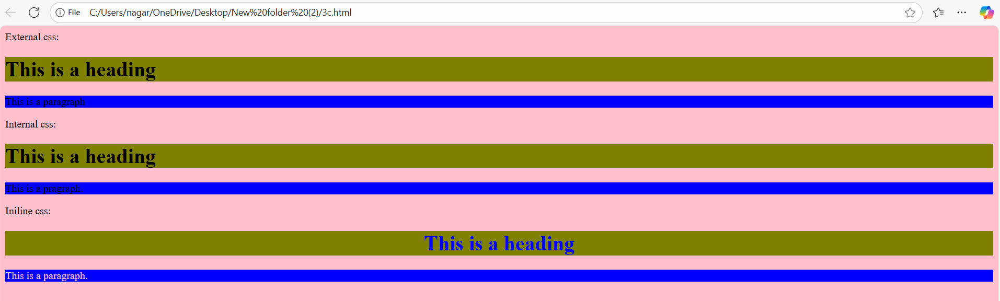 File C:/Users/nagar/OneDrive/Desktop/New%20folder%20(2)/3c.html
External css:
This is a heading
This is a paragraph
Internal css:
This is a heading
This is a pragraph.
Iniline css:
This is a heading
This is a paragraph.